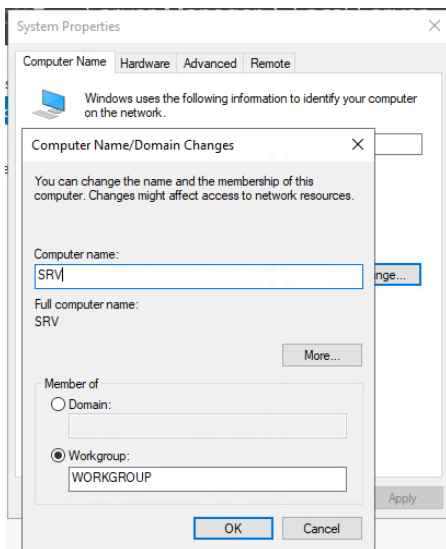 System Properties
Computer Name Hardware Advanced Remote
Windows uses the following information to identify your computer
on the network.
Computer Name/Domain Changes
You can change the name and the membership of this
computer. Changes might affect access to network resources.
Computer name:
SRV
nge...
Full computer name:
SRV
More...
Member of
Domain:
Workgroup:
WORKGROUP
Apply
OK Cancel